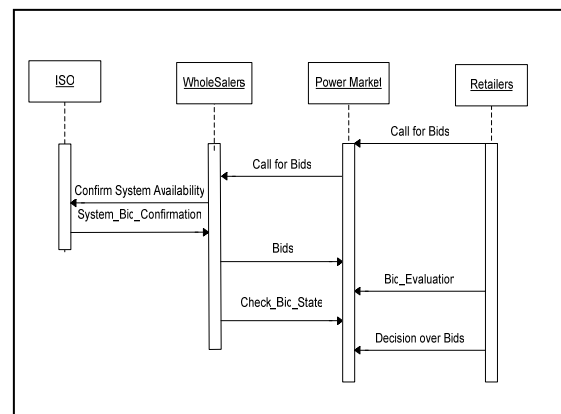 ISO
WholeSalers
Power Market
Retailers
Call for Bids
Call for Bids
Confirm System Availability
System_Bic_Confirmation
Bids
Bic_Evaluation
Check_Bic_State
Decision over Bids